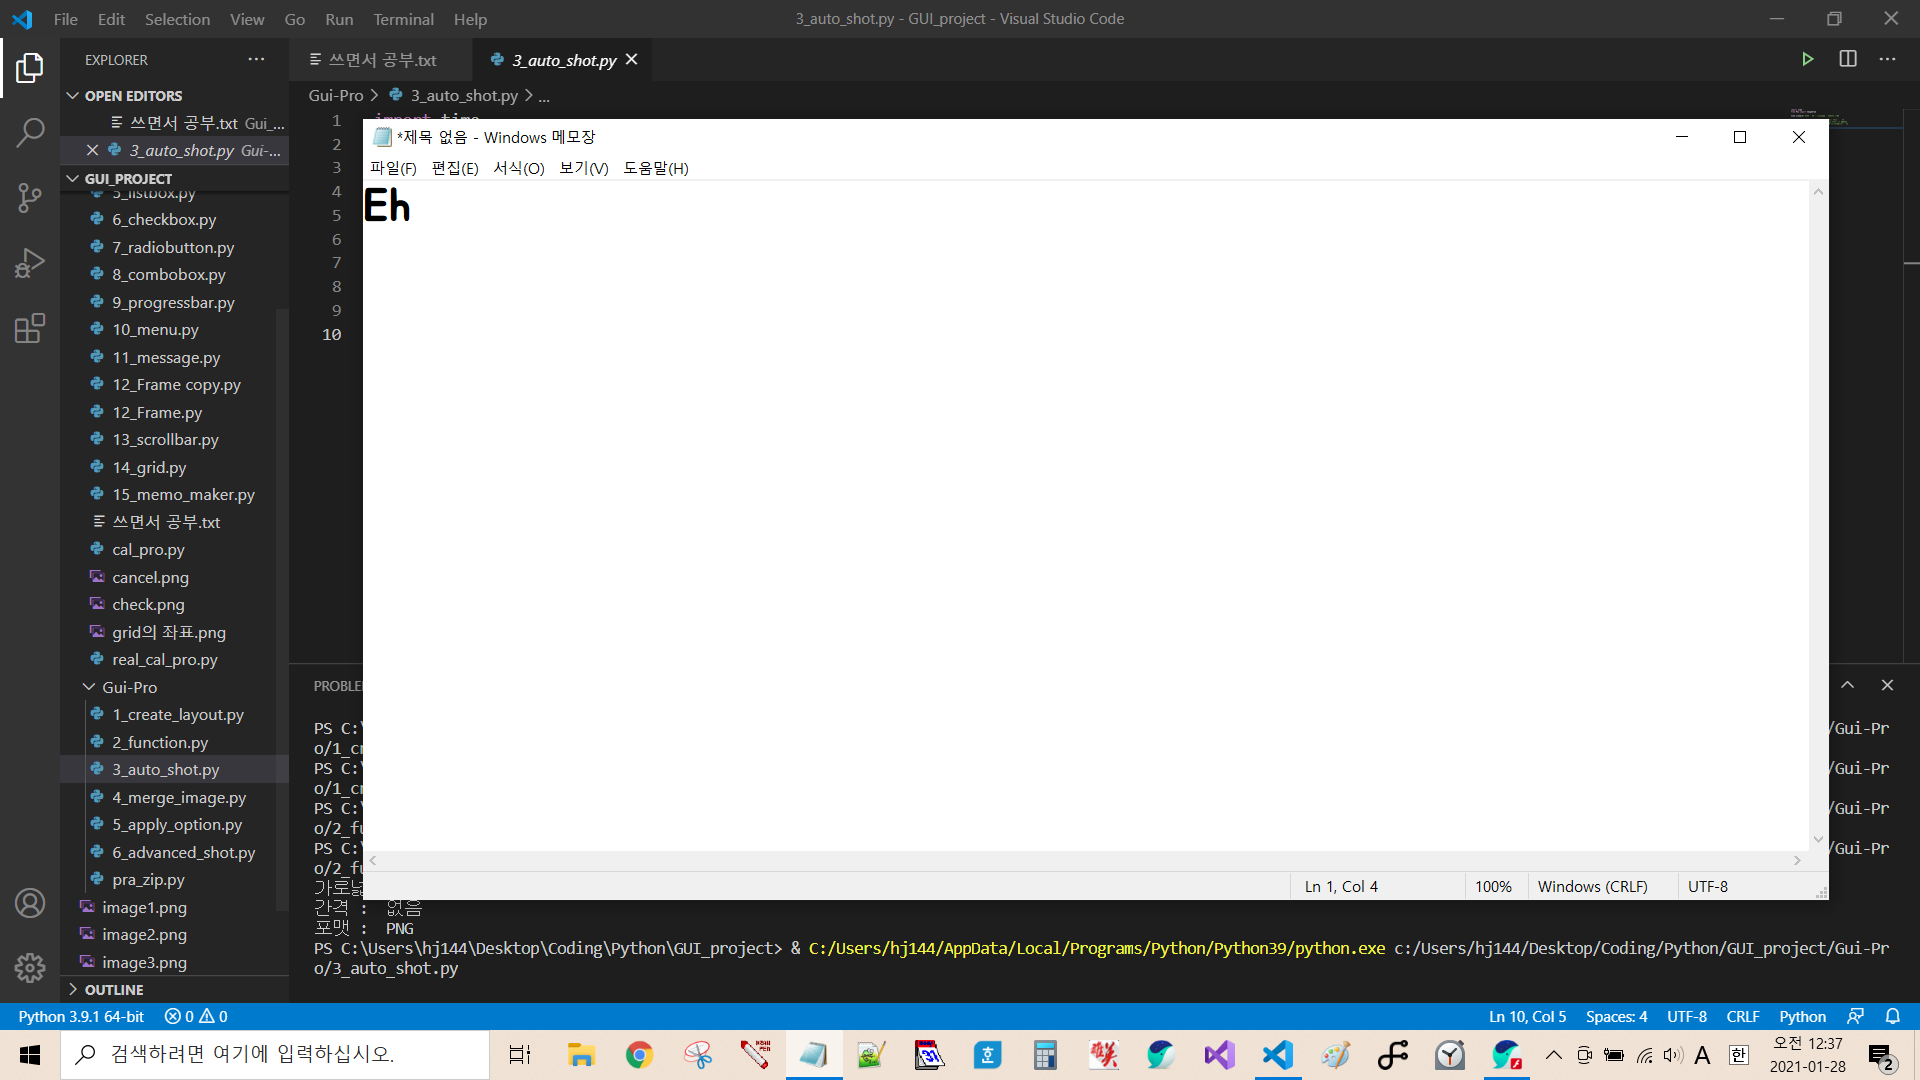 File Edit Selection View Go Run Terminal Help
3_auto_shot.py - GUI_project - Visual Studio Code
EXPLORER
OPEN EDITORS
쓰면서 공부.txt Gui_...
3_auto_shot.py Gui-...
GUI_PROJECT
5_listbox.py
6_checkbox.py
7_radiobutton.py
8_combobox.py
9_progressbar.py
10_menu.py
11_message.py
12_Frame copy.py
12_Frame.py
13_scrollbar.py
14_grid.py
15_memo_maker.py
쓰면서 공부.txt
cal_pro.py
cancel.png
check.png
grid의 좌표.png
real_cal_pro.py
Gui-Pro
1_create_layout.py
2_function.py
3_auto_shot.py
4_merge_image.py
5_apply_option.py
6_advanced_shot.py
pra_zip.py
image1.png
image2.png
image3.png
OUTLINE
쓰면서 공부.txt
3_auto_shot.py
Gui-Pro > 3_auto_shot.py > ...
1 import time
2
3
4
5
6
7
8
9
10
*제목 없음 - Windows 메모장
파일(F) 편집(E) 서식(O) 보기(V) 도움말(H)
Eh
Ln 1, Col 4 100% Windows (CRLF) UTF-8
PROBLE
PS C:\ /Gui-Pr
o/1_cr
PS C:\ /Gui-Pr
o/1_cr
PS C:\ /Gui-Pr
o/2_fu
PS C:\ /Gui-Pr
o/2_fu
가로넓
간격 : 없음
포맷 : PNG
PS C:\Users\hj144\Desktop\Coding\Python\GUI_project> & C:/Users/hj144/AppData/Local/Programs/Python/Python39/python.exe c:/Users/hj144/Desktop/Coding/Python/GUI_project/Gui-Pr
o/3_auto_shot.py
Python 3.9.1 64-bit 0 0 Ln 10, Col 5 Spaces: 4 UTF-8 CRLF Python
검색하려면 여기에 입력하십시오.
A 한
오전 12:37
2021-01-28
2